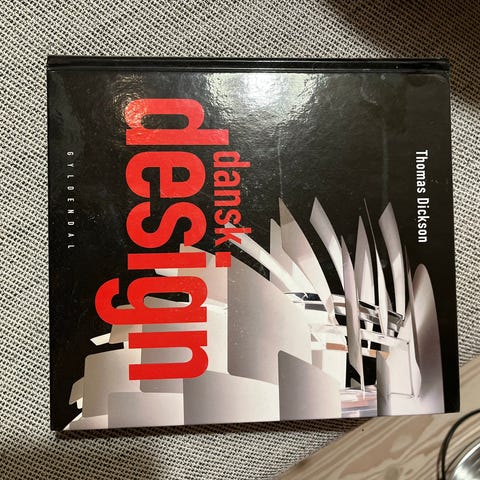 Thomas Dickson
dansk
design
GYLDENDAL